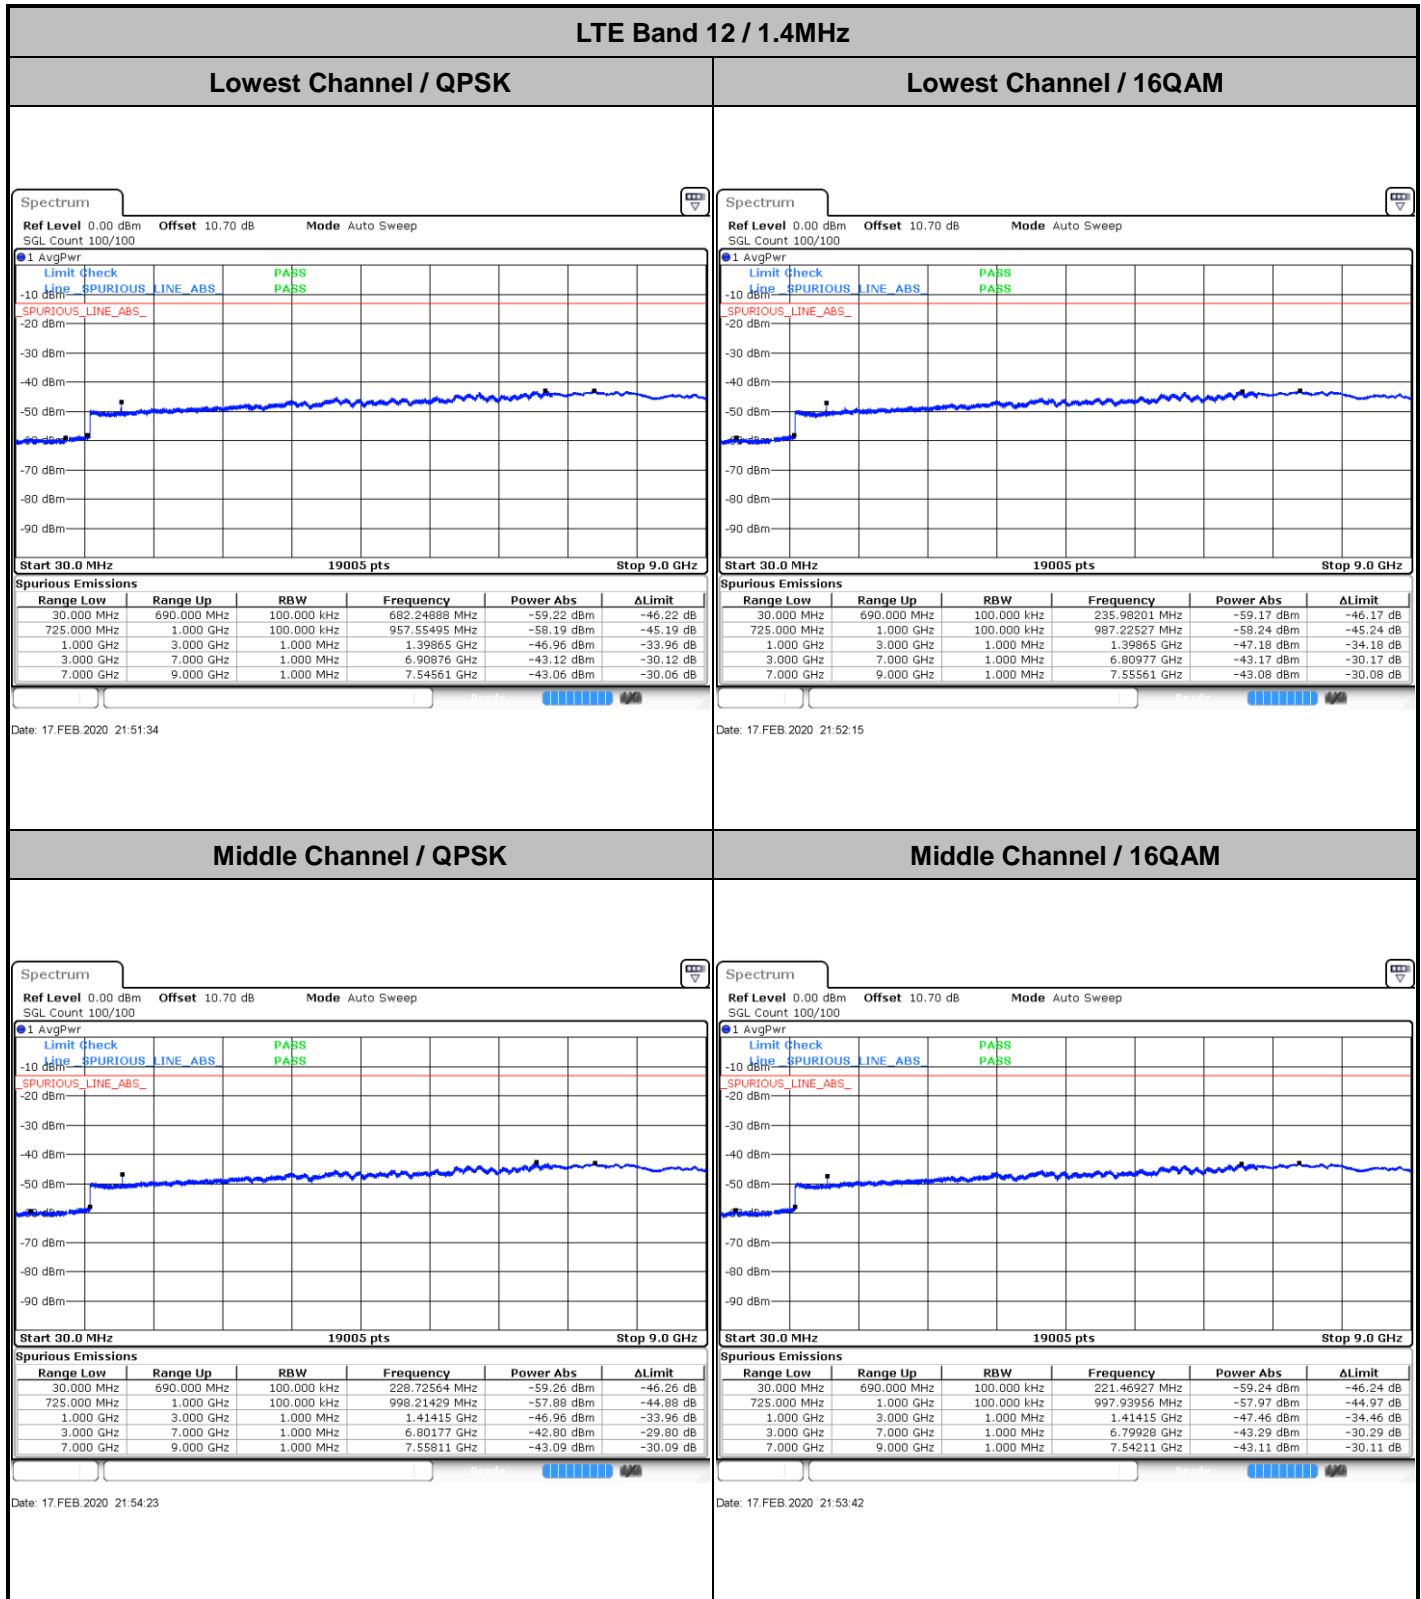 LTE Band 12 / 1.4MHz
Lowest Channel / QPSK
Lowest Channel / 16QAM
Spectrum
Ref Level 0.00 dBm Offset 10.70 dB Mode Auto Sweep
SGL Count 100/100
1 AvgPwr
Limit Check PASS
Line _SPURIOUS_LINE_ABS_ PASS
-10 dBm
_SPURIOUS_LINE_ABS_
-20 dBm
-30 dBm
-40 dBm
-50 dBm
-60 dBm
-70 dBm
-80 dBm
-90 dBm
Start 30.0 MHz 19005 pts Stop 9.0 GHz
Spurious Emissions
Range Low Range Up RBW Frequency Power Abs ΔLimit
30.000 MHz 690.000 MHz 100.000 kHz 682.24888 MHz -59.22 dBm -46.22 dB
725.000 MHz 1.000 GHz 100.000 kHz 957.55495 MHz -58.19 dBm -45.19 dB
1.000 GHz 3.000 GHz 1.000 MHz 1.39865 GHz -46.96 dBm -33.96 dB
3.000 GHz 7.000 GHz 1.000 MHz 6.90876 GHz -43.12 dBm -30.12 dB
7.000 GHz 9.000 GHz 1.000 MHz 7.54561 GHz -43.06 dBm -30.06 dB
Ready
Date: 17.FEB.2020 21:51:34
Spectrum
Ref Level 0.00 dBm Offset 10.70 dB Mode Auto Sweep
SGL Count 100/100
1 AvgPwr
Limit Check PASS
Line _SPURIOUS_LINE_ABS_ PASS
-10 dBm
_SPURIOUS_LINE_ABS_
-20 dBm
-30 dBm
-40 dBm
-50 dBm
-60 dBm
-70 dBm
-80 dBm
-90 dBm
Start 30.0 MHz 19005 pts Stop 9.0 GHz
Spurious Emissions
Range Low Range Up RBW Frequency Power Abs ΔLimit
30.000 MHz 690.000 MHz 100.000 kHz 235.98201 MHz -59.17 dBm -46.17 dB
725.000 MHz 1.000 GHz 100.000 kHz 987.22527 MHz -58.24 dBm -45.24 dB
1.000 GHz 3.000 GHz 1.000 MHz 1.39865 GHz -47.18 dBm -34.18 dB
3.000 GHz 7.000 GHz 1.000 MHz 6.80977 GHz -43.17 dBm -30.17 dB
7.000 GHz 9.000 GHz 1.000 MHz 7.55561 GHz -43.08 dBm -30.08 dB
Ready
Date: 17.FEB.2020 21:52:15
Middle Channel / QPSK
Middle Channel / 16QAM
Spectrum
Ref Level 0.00 dBm Offset 10.70 dB Mode Auto Sweep
SGL Count 100/100
1 AvgPwr
Limit Check PASS
Line _SPURIOUS_LINE_ABS_ PASS
-10 dBm
_SPURIOUS_LINE_ABS_
-20 dBm
-30 dBm
-40 dBm
-50 dBm
-60 dBm
-70 dBm
-80 dBm
-90 dBm
Start 30.0 MHz 19005 pts Stop 9.0 GHz
Spurious Emissions
Range Low Range Up RBW Frequency Power Abs ΔLimit
30.000 MHz 690.000 MHz 100.000 kHz 228.72564 MHz -59.26 dBm -46.26 dB
725.000 MHz 1.000 GHz 100.000 kHz 998.21429 MHz -57.88 dBm -44.88 dB
1.000 GHz 3.000 GHz 1.000 MHz 1.41415 GHz -46.96 dBm -33.96 dB
3.000 GHz 7.000 GHz 1.000 MHz 6.80177 GHz -42.80 dBm -29.80 dB
7.000 GHz 9.000 GHz 1.000 MHz 7.55811 GHz -43.09 dBm -30.09 dB
Ready
Date: 17.FEB.2020 21:54:23
Spectrum
Ref Level 0.00 dBm Offset 10.70 dB Mode Auto Sweep
SGL Count 100/100
1 AvgPwr
Limit Check PASS
Line _SPURIOUS_LINE_ABS_ PASS
-10 dBm
_SPURIOUS_LINE_ABS_
-20 dBm
-30 dBm
-40 dBm
-50 dBm
-60 dBm
-70 dBm
-80 dBm
-90 dBm
Start 30.0 MHz 19005 pts Stop 9.0 GHz
Spurious Emissions
Range Low Range Up RBW Frequency Power Abs ΔLimit
30.000 MHz 690.000 MHz 100.000 kHz 221.46927 MHz -59.24 dBm -46.24 dB
725.000 MHz 1.000 GHz 100.000 kHz 997.93956 MHz -57.97 dBm -44.97 dB
1.000 GHz 3.000 GHz 1.000 MHz 1.41415 GHz -47.46 dBm -34.46 dB
3.000 GHz 7.000 GHz 1.000 MHz 6.79928 GHz -43.29 dBm -30.29 dB
7.000 GHz 9.000 GHz 1.000 MHz 7.54211 GHz -43.11 dBm -30.11 dB
Ready
Date: 17.FEB.2020 21:53:42